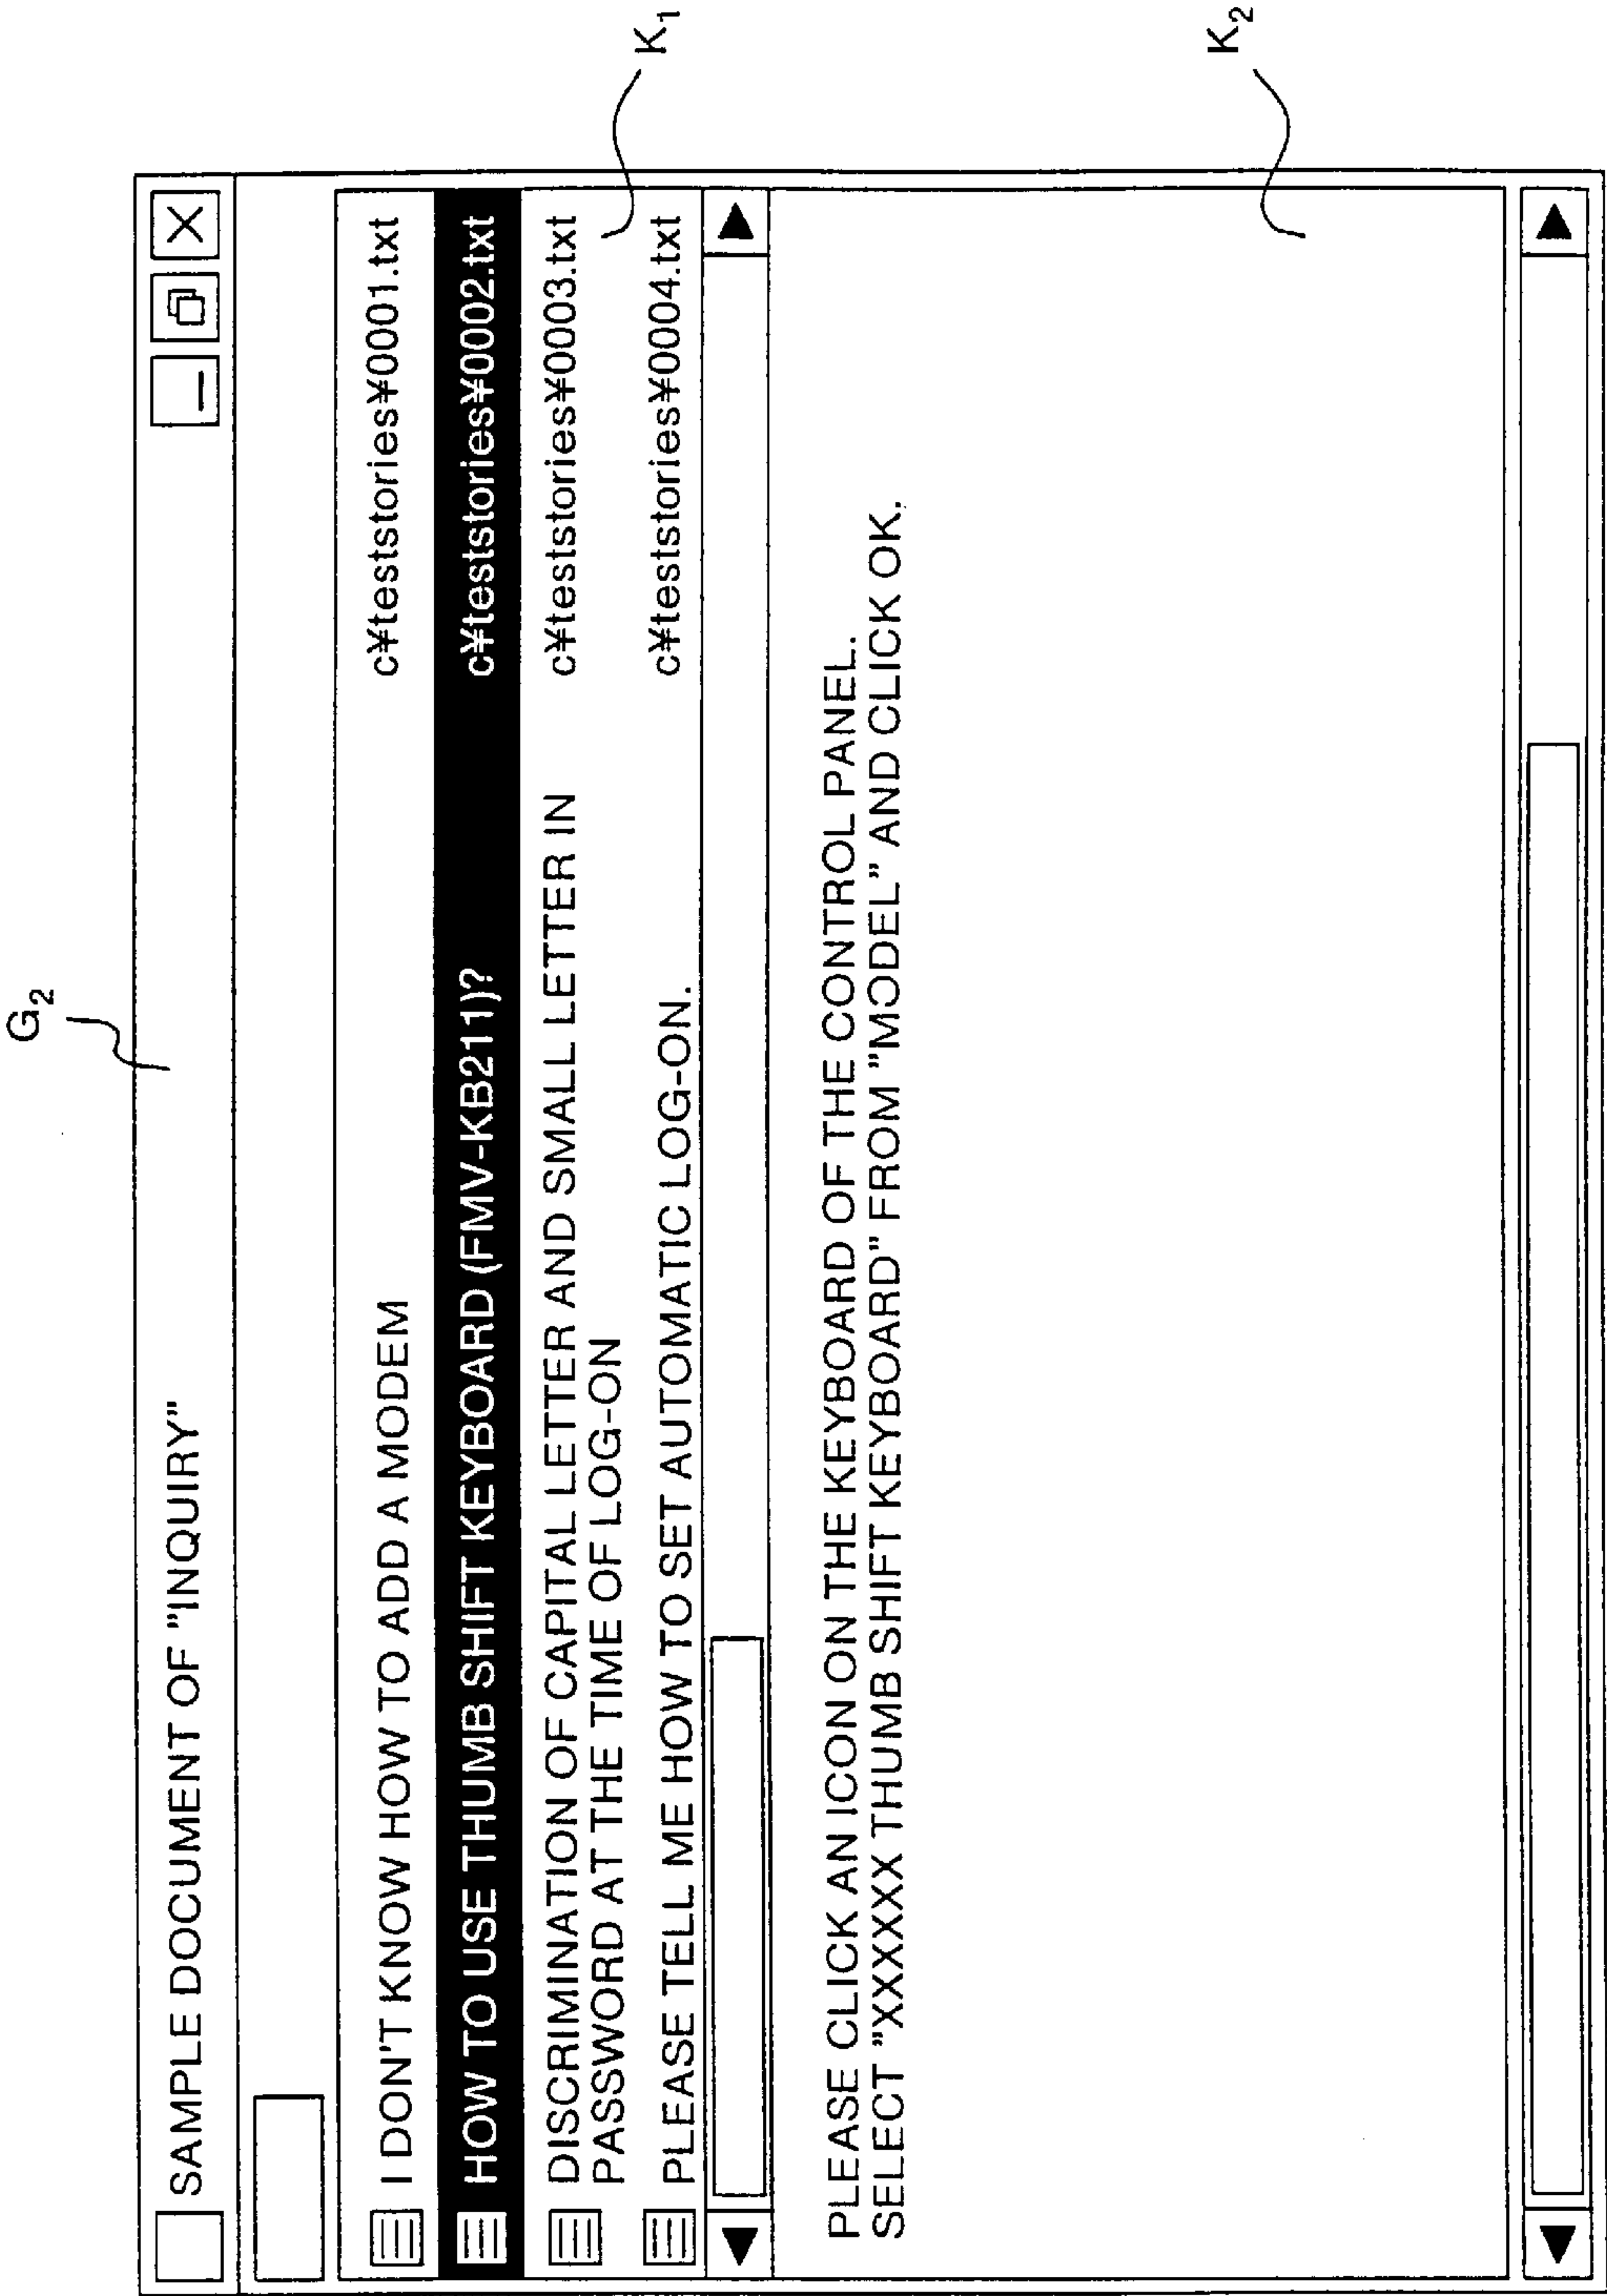 G2
SAMPLE DOCUMENT OF "INQUIRY"
I DON'T KNOW HOW TO ADD A MODEM c¥teststories¥0001.txt
HOW TO USE THUMB SHIFT KEYBOARD (FMV-KB211)? c¥teststories¥0002.txt
DISCRIMINATION OF CAPITAL LETTER AND SMALL LETTER IN c¥teststories¥0003.txt
PASSWORD AT THE TIME OF LOG-ON
K1
PLEASE TELL ME HOW TO SET AUTOMATIC LOG-ON. c¥teststories¥0004.txt
PLEASE CLICK AN ICON ON THE KEYBOARD OF THE CONTROL PANEL.
SELECT "XXXXXX THUMB SHIFT KEYBOARD" FROM "MODEL" AND CLICK OK.
K2